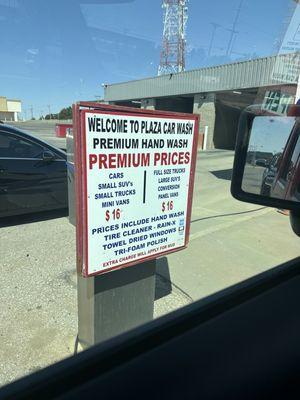 WELCOME TO PLAZA CAR WASH
PREMIUM HAND WASH
PREMIUM PRICES
CARS
SMALL SUV'S
SMALL TRUCKS
MINI VANS
$16
FULL SIZE TRUCKS
LARGE SUV'S
CONVERSION
PANEL VANS
$16
PRICES INCLUDE HAND WASH
TIRE CLEANER - RAIN-X
TOWEL DRIED WINDOWS
TRI-FOAM POLISH
EXTRA CHARGE WILL APPLY FOR MUD